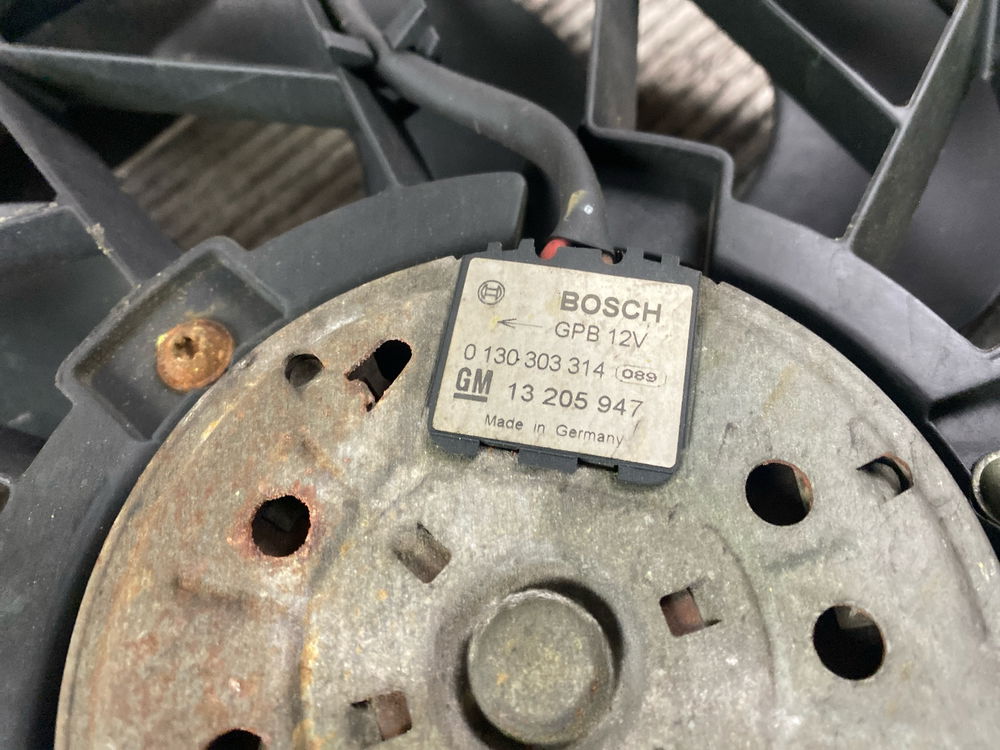 BOSCH
← GPB 12V
0 130 303 314 089
GM 13 205 947
Made in Germany